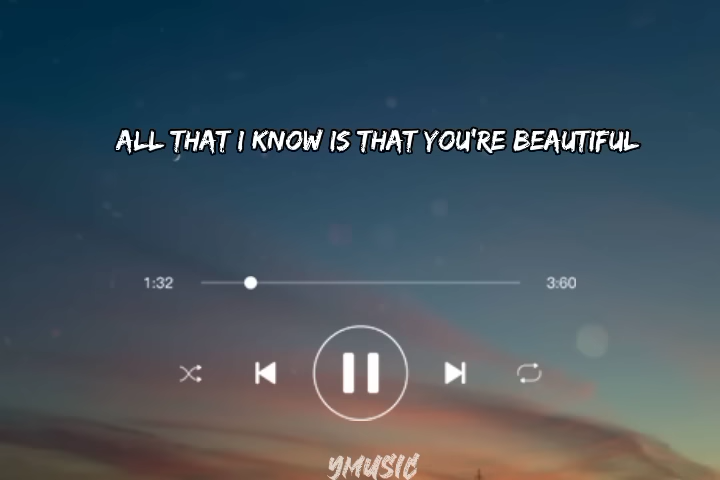 ALL THAT I KNOW IS THAT YOU'RE BEAUTIFUL
1:32 3:60
YMUSIC